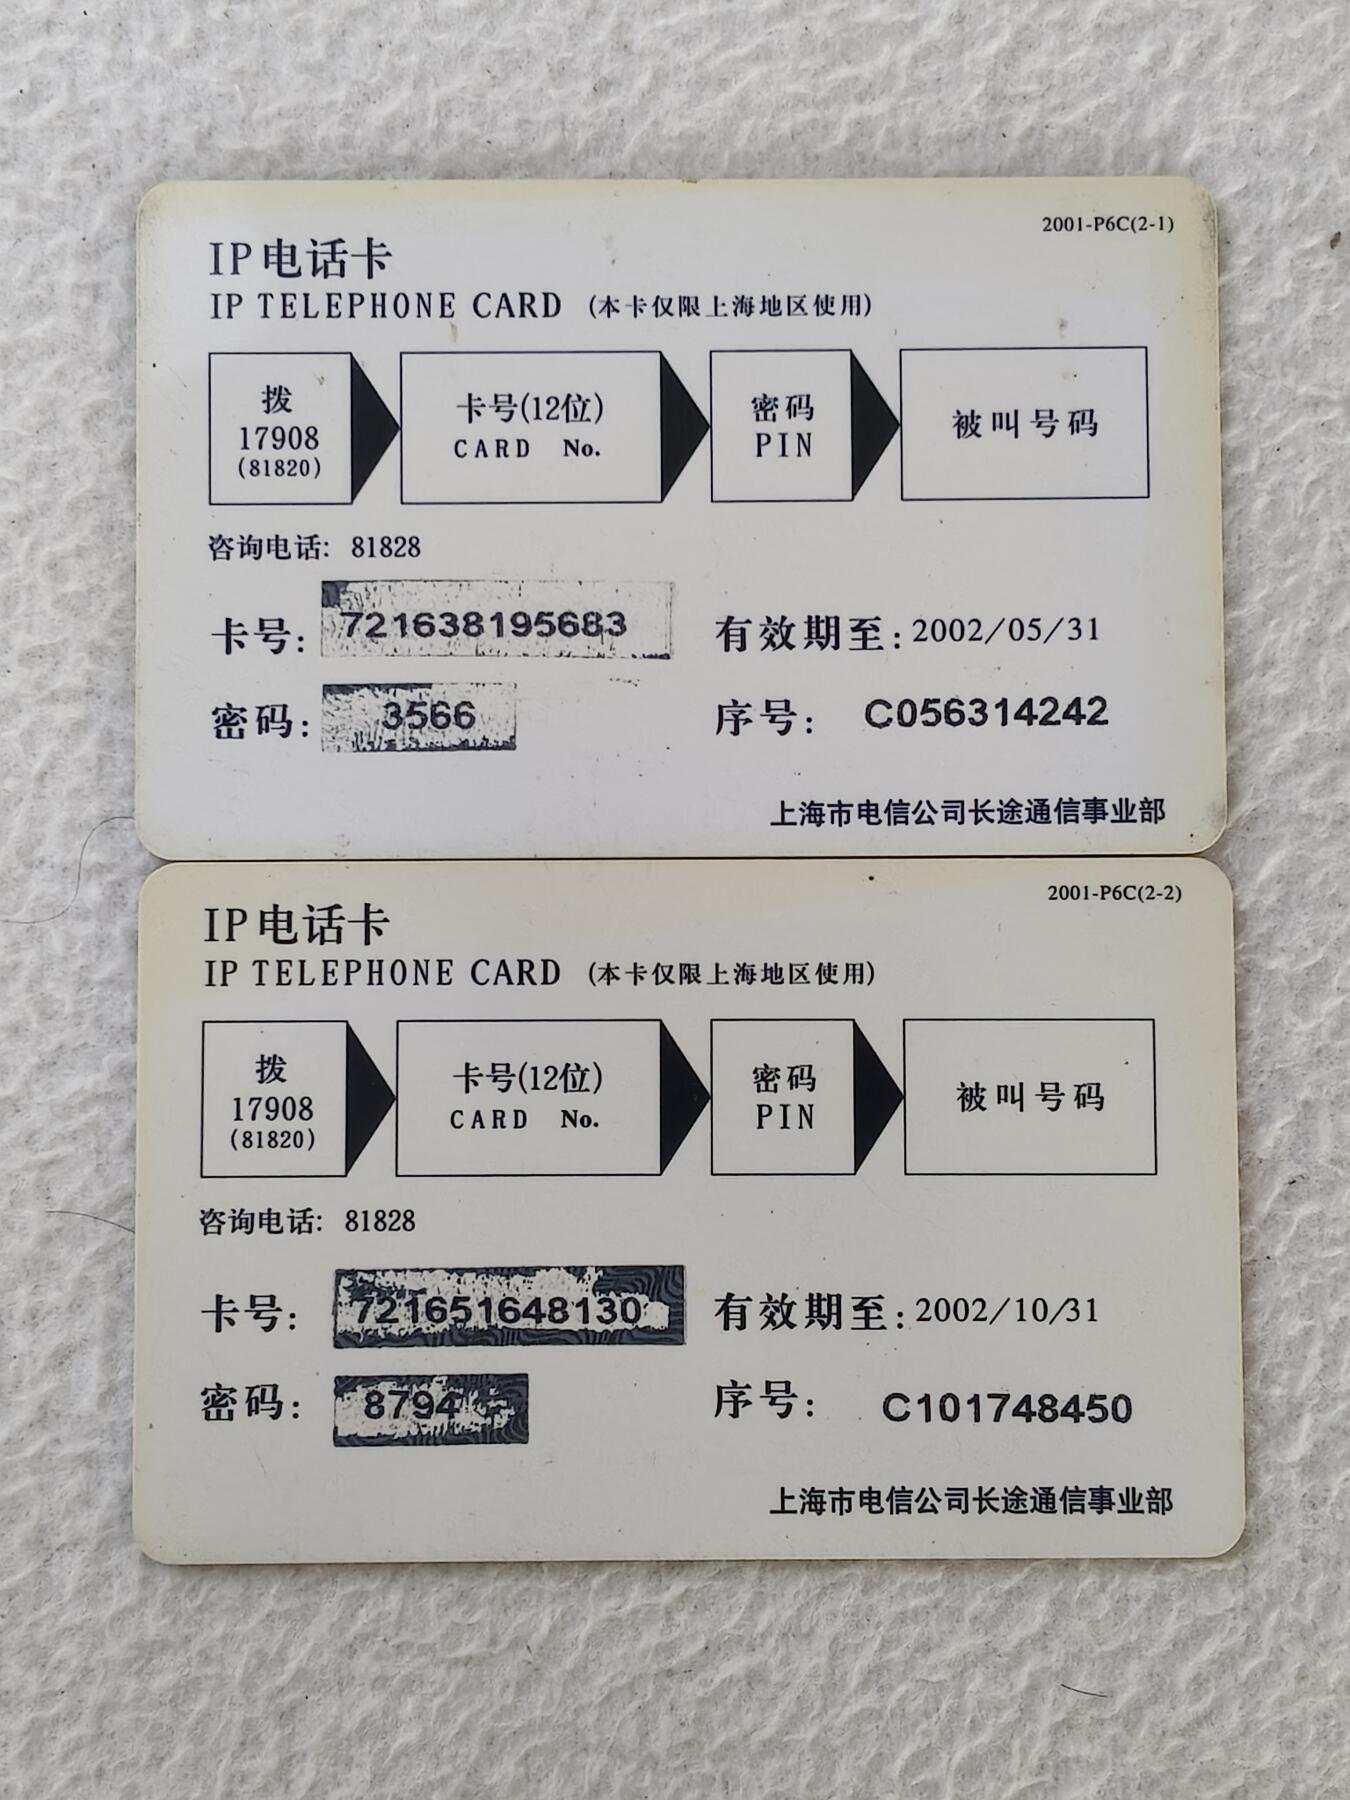 2001-P6C(2-1)
IP电话卡
IP TELEPHONE CARD (本卡仅限上海地区使用)
拨
17908
(81820)
卡号(12位)
CARD No.
密码
PIN
被叫号码
咨询电话: 81828
卡号: 721638195683
有效期至: 2002/05/31
密码: 3566
序号: C056314242
上海市电信公司长途通信事业部
2001-P6C(2-2)
IP电话卡
IP TELEPHONE CARD (本卡仅限上海地区使用)
拨
17908
(81820)
卡号(12位)
CARD No.
密码
PIN
被叫号码
咨询电话: 81828
卡号: 721651648130
有效期至: 2002/10/31
密码: 8794
序号: C101748450
上海市电信公司长途通信事业部